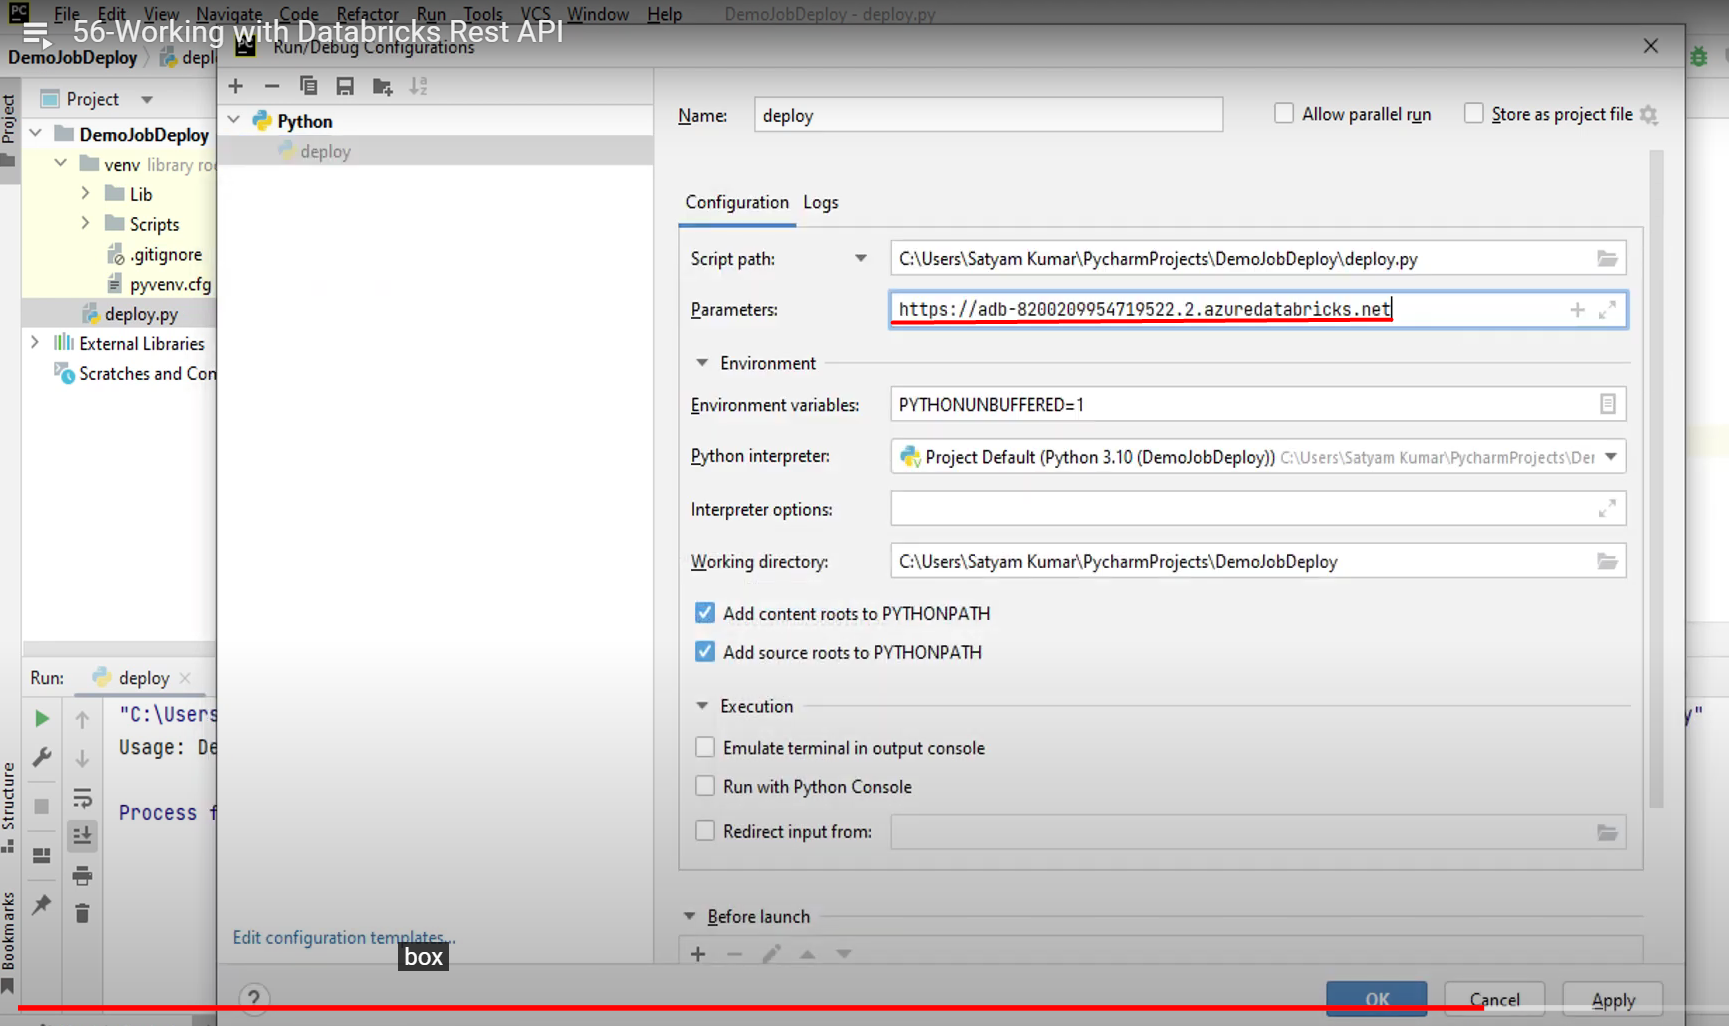 File Edit View Navigate Code Refactor Run Tools VCS Window Help DemoJobDeploy - deploy.py
56-Working with Databricks Rest API
DemoJobDeploy
Run/Debug Configurations
Project
Project
DemoJobDeploy
venv library
Lib
Scripts
.gitignore
pyvenv.cfg
deploy.py
External Libraries
Scratches and
Python
deploy
Name: deploy
Allow parallel run
Store as project file
Configuration Logs
Script path: C:\Users\Satyam Kumar\PycharmProjects\DemoJobDeploy\deploy.py
Parameters: https://adb-8200209954719522.2.azuredatabricks.net
Environment
Environment variables: PYTHONUNBUFFERED=1
Python interpreter: Project Default (Python 3.10 (DemoJobDeploy)) C:\Users\Satyam Kumar\PycharmProjects\Der
Interpreter options:
Working directory: C:\Users\Satyam Kumar\PycharmProjects\DemoJobDeploy
Add content roots to PYTHONPATH
Add source roots to PYTHONPATH
Execution
Emulate terminal in output console
Run with Python Console
Redirect input from:
Before launch
Run: deploy
"C:\Users
y"
Usage: De
Process f
Structure
Bookmarks
Edit configuration templates...
box
?
OK Cancel Apply